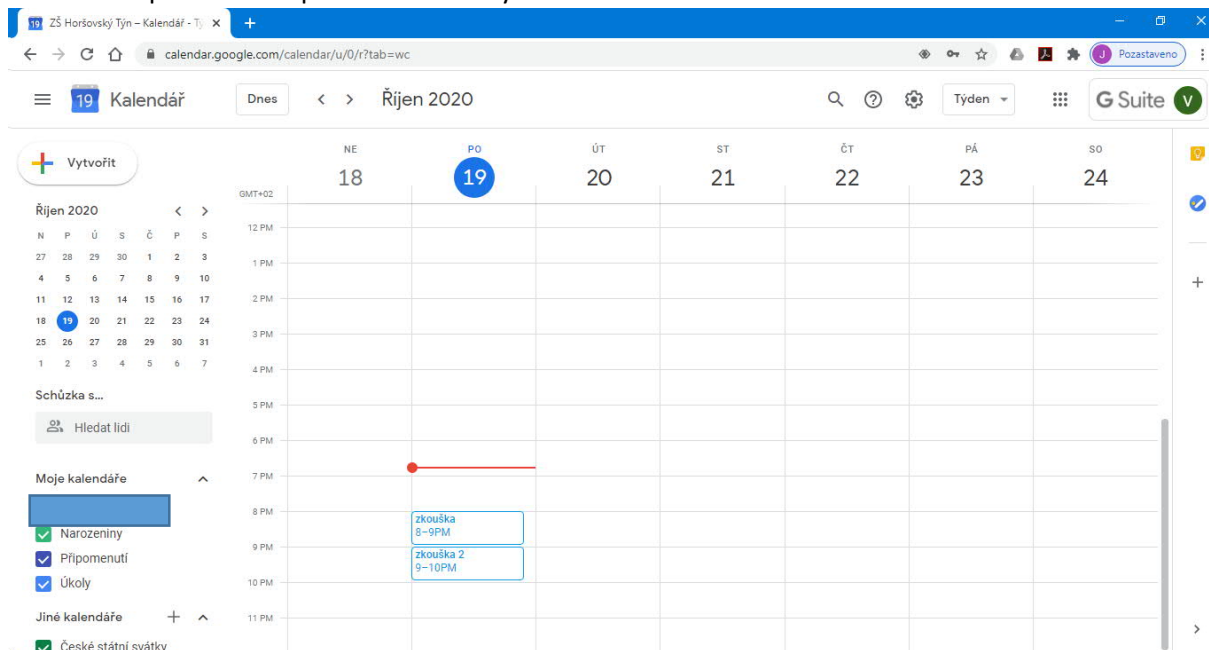 19 ZŠ Horšovský Týn – Kalendář - Tý
calendar.google.com/calendar/u/0/r?tab=wc
J Pozastaveno
19 Kalendář Dnes Říjen 2020 Týden G Suite V
Vytvořit
NE PO ÚT ST ČT PÁ SO
18 19 20 21 22 23 24
GMT+02
Říjen 2020
N P Ú S Č P S
27 28 29 30 1 2 3
4 5 6 7 8 9 10
11 12 13 14 15 16 17
18 19 20 21 22 23 24
25 26 27 28 29 30 31
1 2 3 4 5 6 7
Schůzka s...
Hledat lidi
Moje kalendáře
Narozeniny
Připomenutí
Úkoly
Jiné kalendáře
České státní svátky
12 PM
1 PM
2 PM
3 PM
4 PM
5 PM
6 PM
7 PM
8 PM
9 PM
10 PM
11 PM
zkouška
8–9PM
zkouška 2
9–10PM